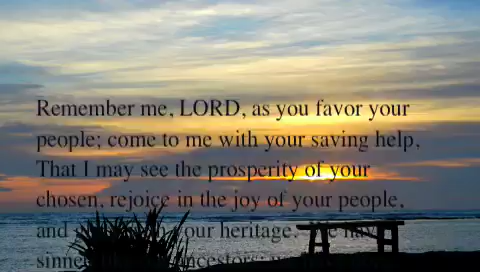 Remember me, LORD, as you favor your
people; come to me with your saving help,
That I may see the prosperity of your
chosen, rejoice in the joy of your people,
and your heritage.